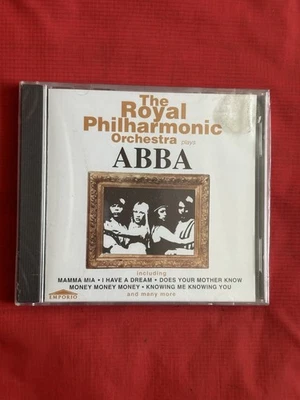 The
Royal
Philharmonic
Orchestra plays
ABBA
including
MAMMA MIA • I HAVE A DREAM • DOES YOUR MOTHER KNOW
MONEY MONEY MONEY • KNOWING ME KNOWING YOU
and many more
EMPORIO